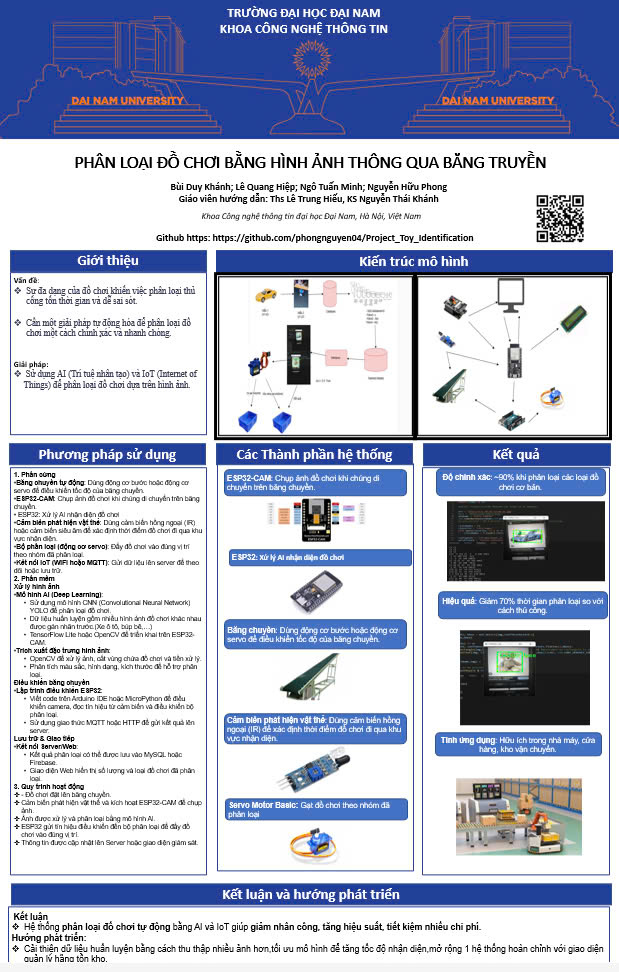 TRƯỜNG ĐẠI HỌC ĐẠI NAM
KHOA CÔNG NGHỆ THÔNG TIN
DAI NAM UNIVERSITY
DAI NAM UNIVERSITY
PHÂN LOẠI ĐỒ CHƠI BẰNG HÌNH ẢNH THÔNG QUA BĂNG TRUYỀN
Bùi Duy Khánh; Lê Quang Hiệp; Ngô Tuấn Minh; Nguyễn Hữu Phong
Giáo viên hướng dẫn: Ths Lê Trung Hiếu, KS Nguyễn Thái Khánh
Khoa Công nghệ thông tin đại học Đại Nam, Hà Nội, Việt Nam
Github https: https://github.com/phongnguyen04/Project_Toy_Identification
Giới thiệu
Vấn đề:
❖ Sự đa dạng của đồ chơi khiến việc phân loại thủ
công tốn thời gian và dễ sai sót.
❖ Cần một giải pháp tự động hóa để phân loại đồ
chơi một cách chính xác và nhanh chóng.
Giải pháp:
❖ Sử dụng AI (Trí tuệ nhân tạo) và IoT (Internet of
Things) để phân loại đồ chơi dựa trên hình ảnh.
Kiến trúc mô hình
Phương pháp sử dụng
1. Phần cứng
•Băng chuyền tự động: Dùng động cơ bước hoặc động cơ
servo để điều khiển tốc độ của băng chuyền.
•ESP32-CAM: Chụp ảnh đồ chơi khi chúng di chuyển trên băng
chuyền.
• ESP32: Xử lý AI nhận diện đồ chơi
•Cảm biến phát hiện vật thể: Dùng cảm biến hồng ngoại (IR)
hoặc cảm biến siêu âm để xác định thời điểm đồ chơi đi qua khu
vực nhận diện.
•Bộ phân loại (động cơ servo): Đẩy đồ chơi vào đúng vị trí
theo nhóm đã phân loại.
•Kết nối IoT (WiFi hoặc MQTT): Gửi dữ liệu lên server để theo
dõi hoặc lưu trữ.
2. Phần mềm
Xử lý hình ảnh
•Mô hình AI (Deep Learning):
• Sử dụng mô hình CNN (Convolutional Neural Network)
YOLO để phân loại đồ chơi.
• Dữ liệu huấn luyện gồm nhiều hình ảnh đồ chơi khác nhau
được gán nhãn trước.(Xe ô tô, búp bê,...)
• TensorFlow Lite hoặc OpenCV để triển khai trên ESP32-
CAM.
•Trích xuất đặc trưng hình ảnh:
• OpenCV để xử lý ảnh, cắt vùng chứa đồ chơi và tiền xử lý.
• Phân tích màu sắc, hình dạng, kích thước để hỗ trợ phân
loại.
Điều khiển băng chuyền
•Lập trình điều khiển ESP32:
• Viết code trên Arduino IDE hoặc MicroPython để điều
khiển camera, đọc tín hiệu từ cảm biến và điều khiển bộ
phân loại.
• Sử dụng giao thức MQTT hoặc HTTP để gửi kết quả lên
server.
Lưu trữ & Giao tiếp
•Kết nối Server/Web:
• Kết quả phân loại có thể được lưu vào MySQL hoặc
Firebase.
• Giao diện Web hiển thị số lượng và loại đồ chơi đã phân
loại.
3. Quy trình hoạt động
✢ - Đồ chơi đặt lên băng chuyền.
✢ Cảm biến phát hiện vật thể và kích hoạt ESP32-CAM để chụp
ảnh.
✢ Ảnh được xử lý và phân loại bằng mô hình AI.
✢ ESP32 gửi tín hiệu điều khiển đến bộ phân loại để đẩy đồ
chơi vào đúng vị trí.
✢ Thông tin được cập nhật lên Server hoặc giao diện giám sát.
Các Thành phần hệ thống
ESP32-CAM: Chụp ảnh đồ chơi khi chúng di
chuyển trên băng chuyền.
ESP32: Xử lý AI nhận diện đồ chơi
Băng chuyền: Dùng động cơ bước hoặc động cơ
servo để điều khiển tốc độ của băng chuyền.
Cảm biến phát hiện vật thể: Dùng cảm biến hồng
ngoại (IR) để xác định thời điểm đồ chơi đi qua khu
vực nhận diện.
Servo Motor Basic: Gạt đồ chơi theo nhóm đã
phân loại
Kết quả
Độ chính xác: ~90% khi phân loại các loại đồ
chơi cơ bản.
Hiệu quả: Giảm 70% thời gian phân loại so với
cách thủ công.
Tính ứng dụng: Hữu ích trong nhà máy, cửa
hàng, kho vận chuyển.
Kết luận và hướng phát triển
Kết luận
❖ Hệ thống phân loại đồ chơi tự động bằng AI và IoT giúp giảm nhân công, tăng hiệu suất, tiết kiệm nhiều chi phí.
Hướng phát triển:
❖ Cải thiện dữ liệu huấn luyện bằng cách thu thập nhiều ảnh hơn,tối ưu mô hình để tăng tốc độ nhận diện,mở rộng 1 hệ thống hoàn chỉnh với giao diện
quản lý hàng tồn kho.